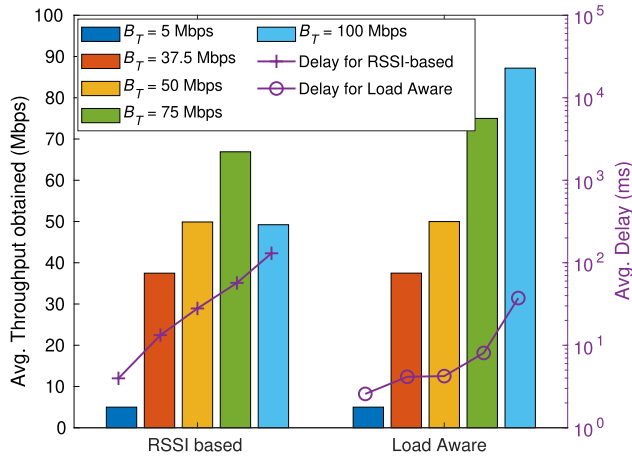 B_T = 5 Mbps
B_T = 37.5 Mbps
B_T = 50 Mbps
B_T = 75 Mbps
B_T = 100 Mbps
Delay for RSSI-based
Delay for Load Aware
Avg. Throughput obtained (Mbps)
100
90
80
70
60
50
40
30
20
10
0
RSSI based
Load Aware
10^5
10^4
10^3
10^2
10^1
10^0
Avg. Delay (ms)